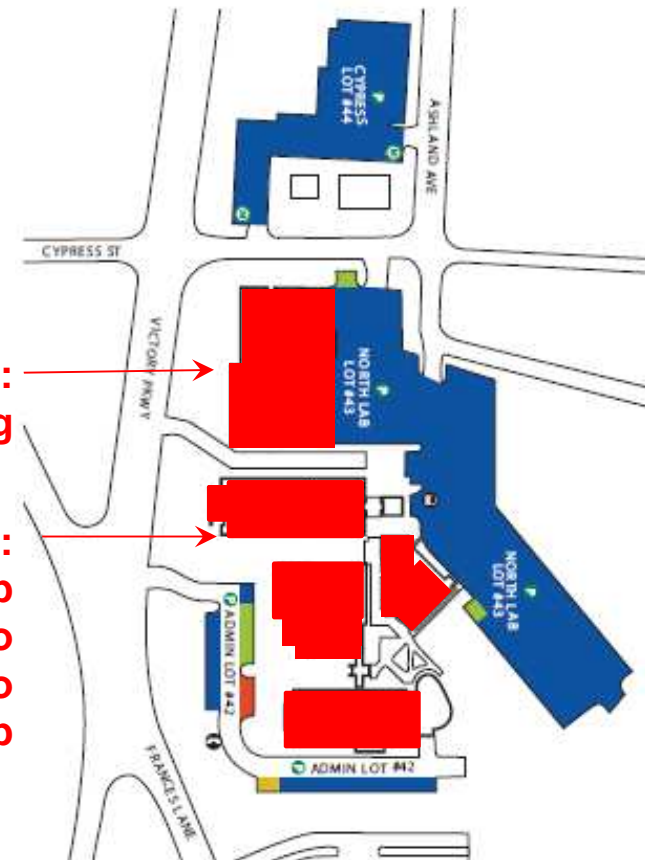 CYPRESS
LOT #44
P
ASHLAND AVE
CYPRESS ST
VICTORY PKWY
:
g
NORTH LAB
LOT #43
P
:
p
o
o
p
NORTH LAB
LOT #43
P
ADMIN LOT #42
ADMIN LOT #42
FRANCES LANE